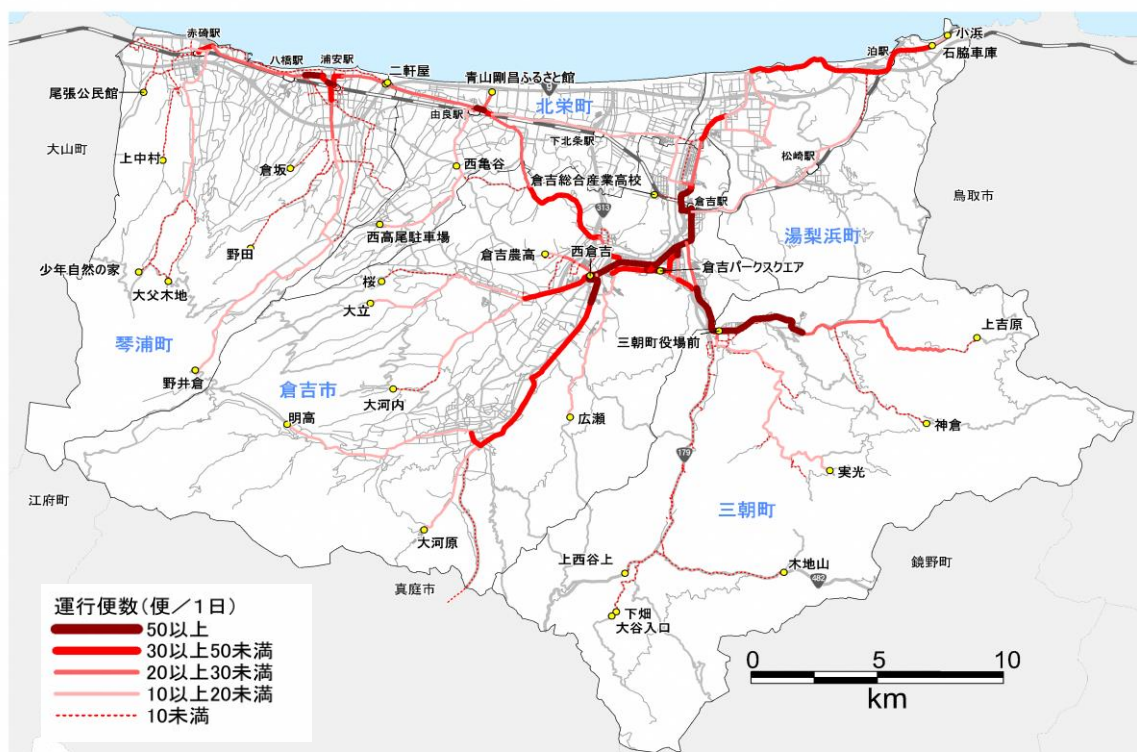 小浜
赤碕駅
泊駅
石脇車庫
八橋駅
浦安駅
二軒屋
青山剛昌ふるさと館
9
北栄町
尾張公民館
由良駅
大山町
下北条駅
松崎駅
上中村
倉坂
西亀谷
倉吉総合産業高校
鳥取市
倉吉駅
313
西高尾駐車場
湯梨浜町
野田
倉吉農高
西倉吉
少年自然の家
桜
倉吉パークスクエア
大父木地
大立
上吉原
琴浦町
三朝町役場前
野井倉
倉吉市
大河内
明高
広瀬
神倉
179
実光
江府町
三朝町
大河原
上西谷上
木地山
鏡野町
482
真庭市
下畑
大谷入口
運行便数(便/1日)
50以上
30以上50未満
20以上30未満
10以上20未満
10未満
0 5 10
km